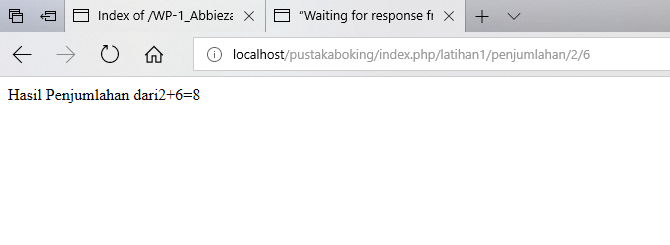 Index of /WP-1_Abbieza
"Waiting for response fr
localhost/pustakaboking/index.php/latihan1/penjumlahan/2/6
Hasil Penjumlahan dari2+6=8